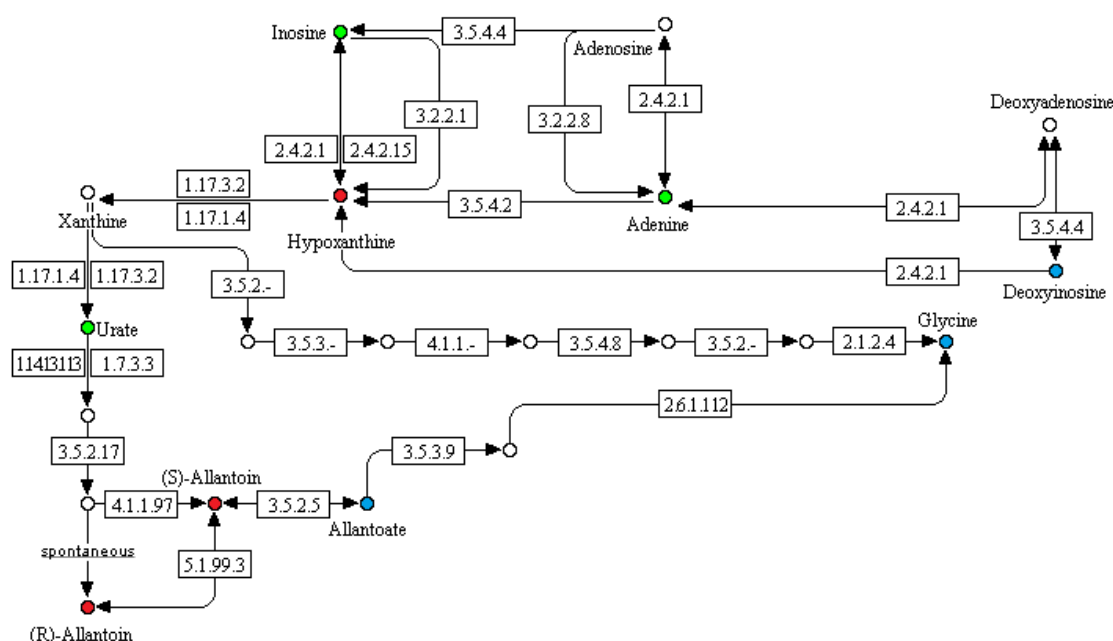 Inosine
3.5.4.4
Adenosine
3.2.2.1
3.2.2.8
2.4.2.1
Deoxyadenosine
2.4.2.1
2.4.2.15
1.17.3.2
3.5.4.2
2.4.2.1
Xanthine
1.17.1.4
Adenine
3.5.4.4
Hypoxanthine
1.17.1.4
1.17.3.2
3.5.2.-
2.4.2.1
Deoxyinosine
Urate
Glycine
3.5.3.-
4.1.1.-
3.5.4.8
3.5.2.-
2.1.2.4
1.14.13.113
1.7.3.3
2.6.1.112
3.5.2.17
3.5.3.9
(S)-Allantoin
4.1.1.97
3.5.2.5
Allantoate
spontaneous
5.1.99.3
(R)-Allantoin